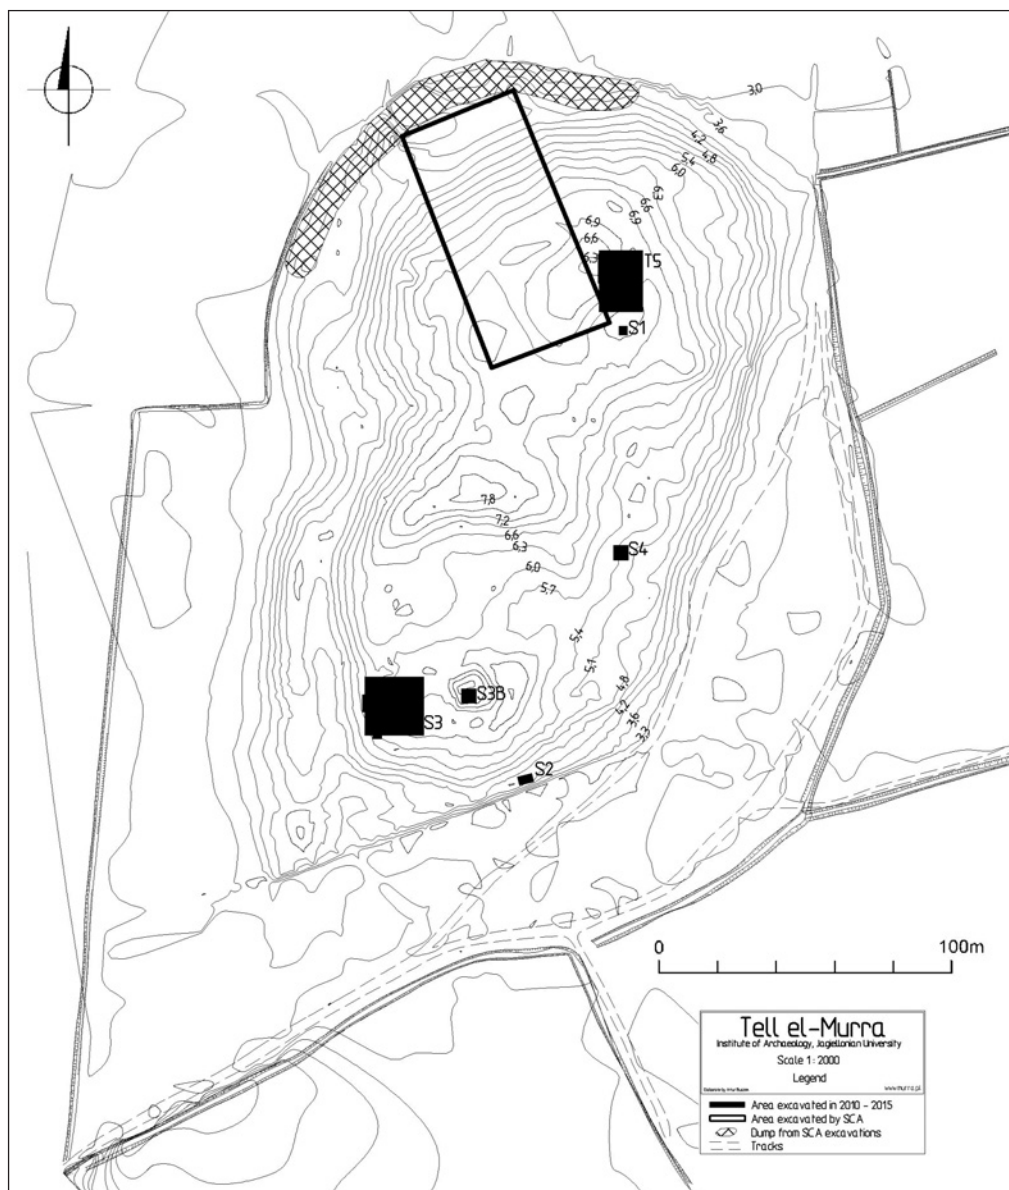 3,0
3,6
4,2
4,8
5,4
6,0
6,3
6,6
6,9
6,9
6,6
6,3
T5
S1
7,8
7,2
6,6
6,3
6,0
5,7
S4
5,4
5,1
4,8
4,2
3,6
3,3
S3B
S3
S2
0
100m
Tell el-Murra
Institute of Archaeology, Jagiellonian University
Scale 1: 2000
Legend
www.murra.pl
Area excavated in 2010 - 2015
Area excavated by SCA
Dump from SCA excavations
Tracks